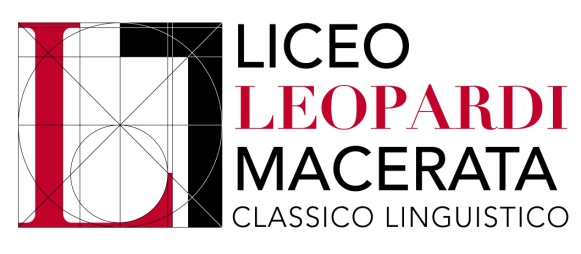 LICEO
LEOPARDI
MACERATA
CLASSICO LINGUISTICO